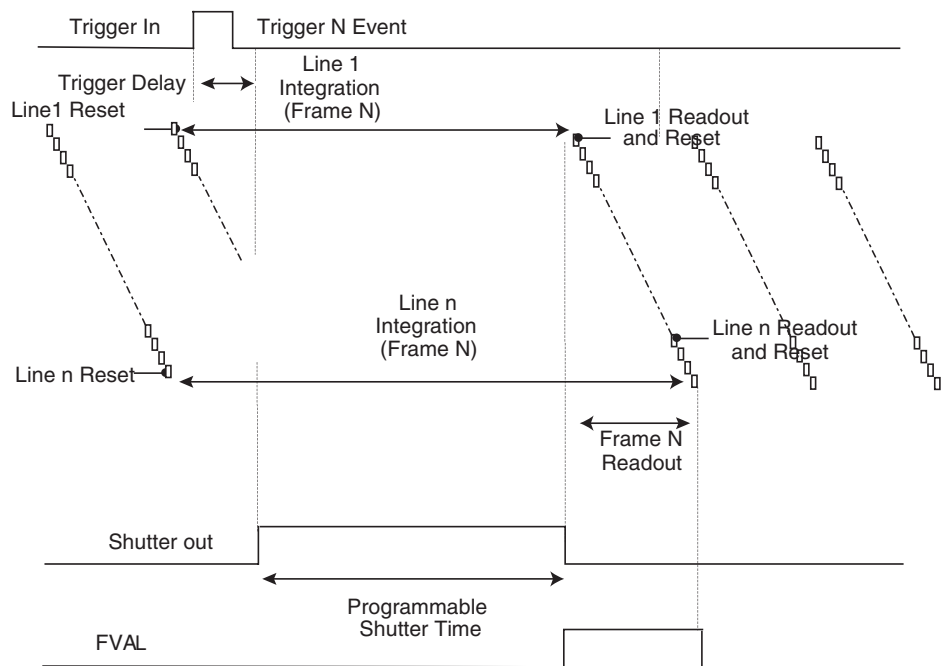 Trigger In
Trigger N Event
Trigger Delay
Line 1
Integration
(Frame N)
Line1 Reset
Line 1 Readout
and Reset
Line n
Integration
(Frame N)
Line n Readout
and Reset
Line n Reset
Frame N
Readout
Shutter out
Programmable
Shutter Time
FVAL